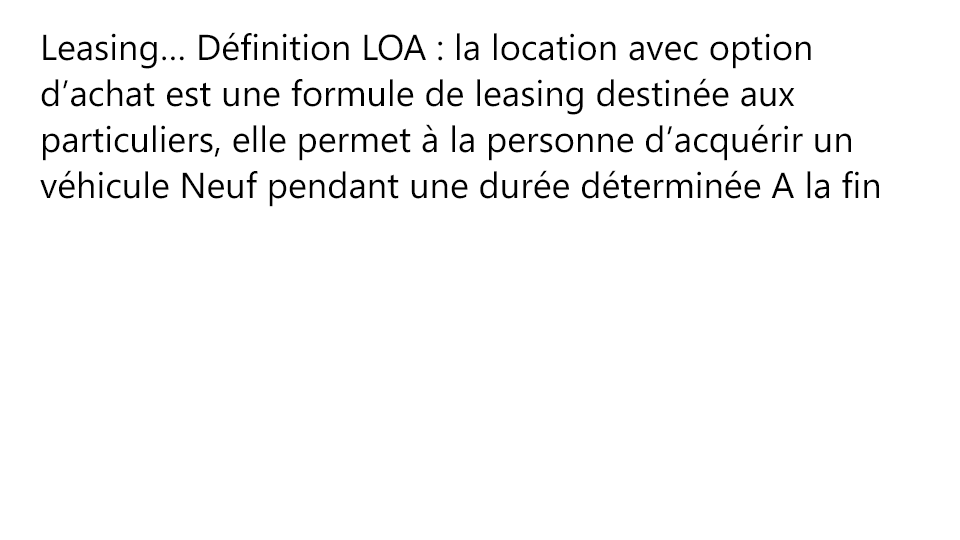 Leasing… Définition LOA : la location avec option
d’achat est une formule de leasing destinée aux
particuliers, elle permet à la personne d’acquérir un
véhicule Neuf pendant une durée déterminée A la fin